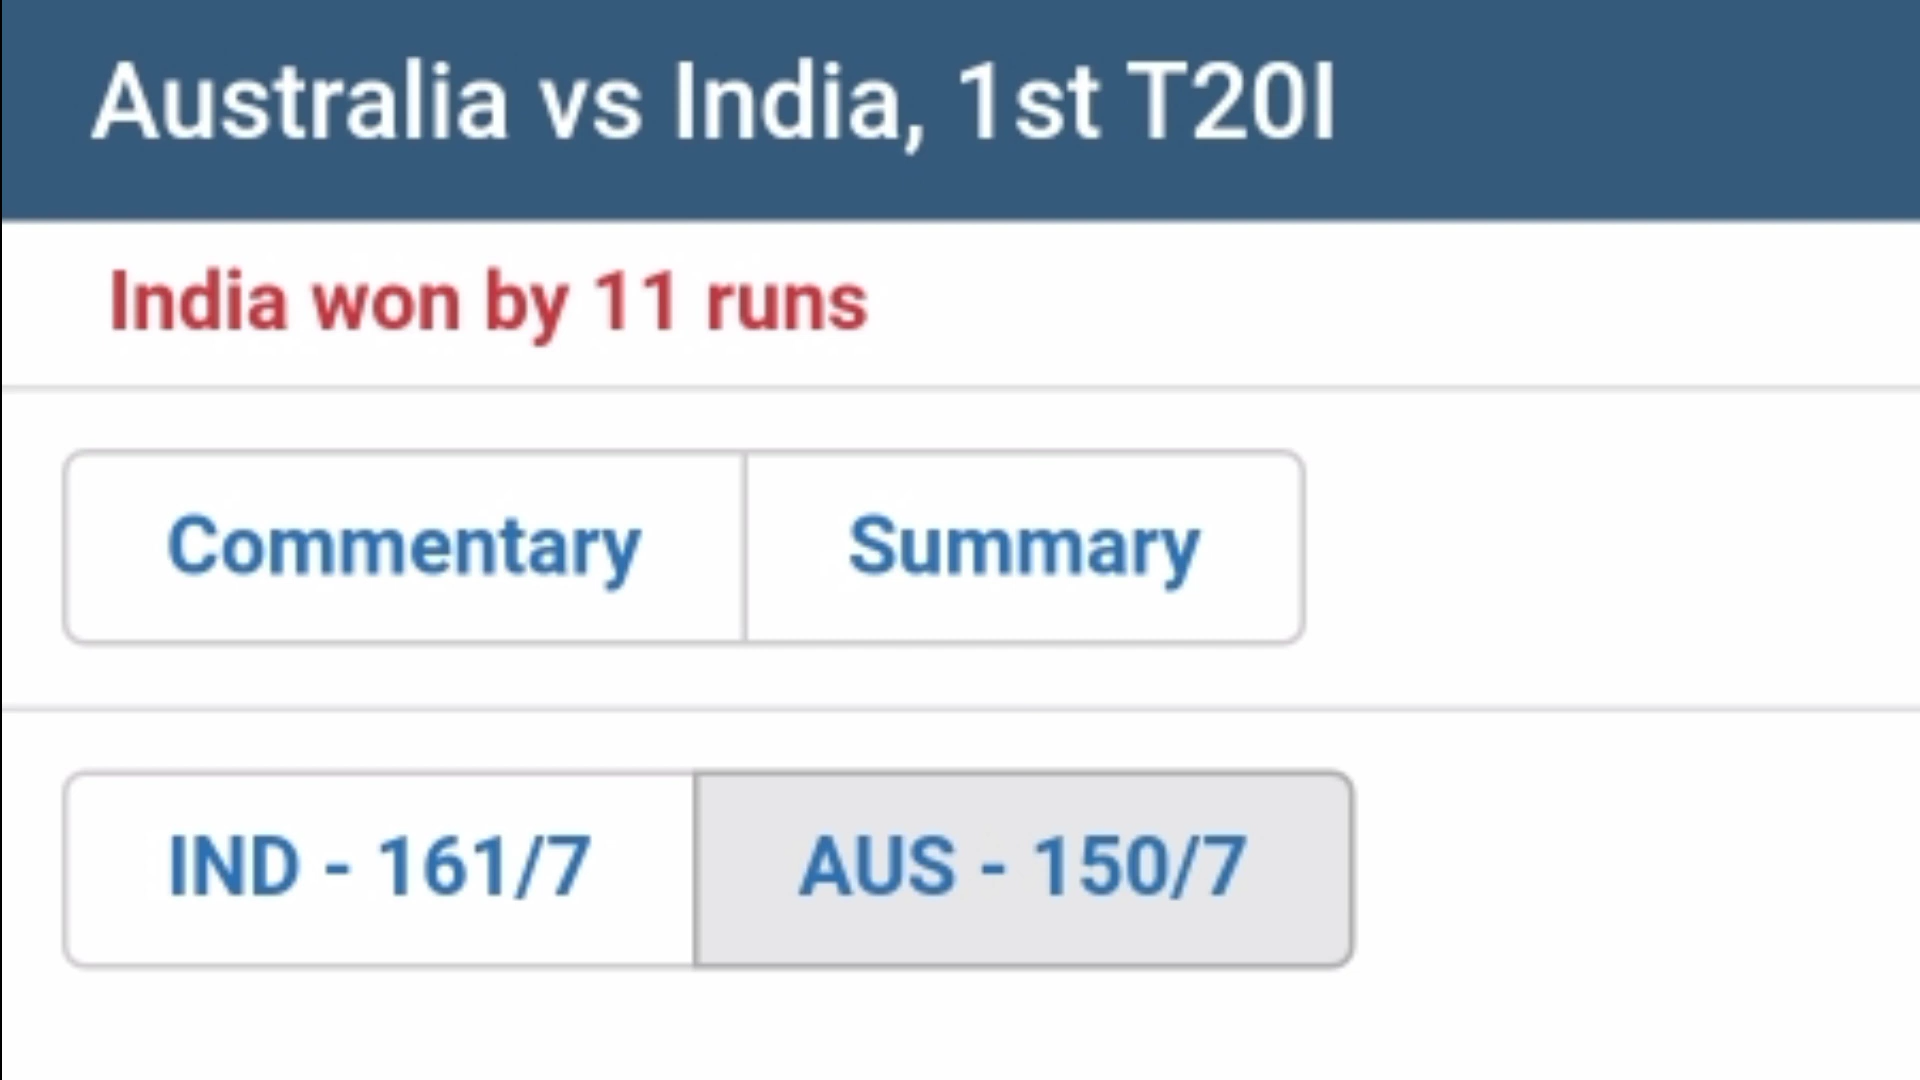 Australia vs India, 1st T20I
India won by 11 runs
Commentary Summary
IND - 161/7 AUS - 150/7